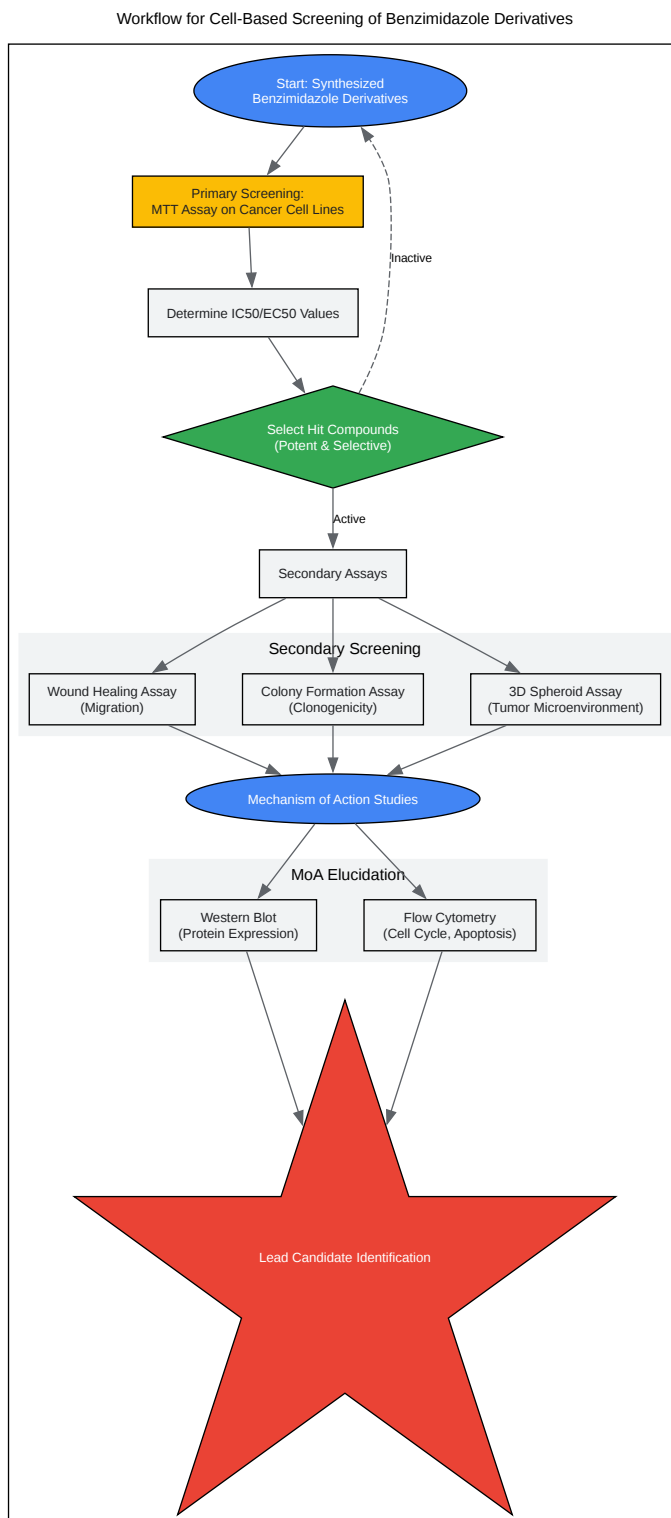 Workflow for Cell-Based Screening of Benzimidazole Derivatives
Start: Synthesized
Benzimidazole Derivatives
Primary Screening:
MTT Assay on Cancer Cell Lines
Inactive
Determine IC50/EC50 Values
Select Hit Compounds
(Potent & Selective)
Active
Secondary Assays
Secondary Screening
Wound Healing Assay
(Migration)
Colony Formation Assay
(Clonogenicity)
3D Spheroid Assay
(Tumor Microenvironment)
Mechanism of Action Studies
MoA Elucidation
Western Blot
(Protein Expression)
Flow Cytometry
(Cell Cycle, Apoptosis)
Lead Candidate Identification